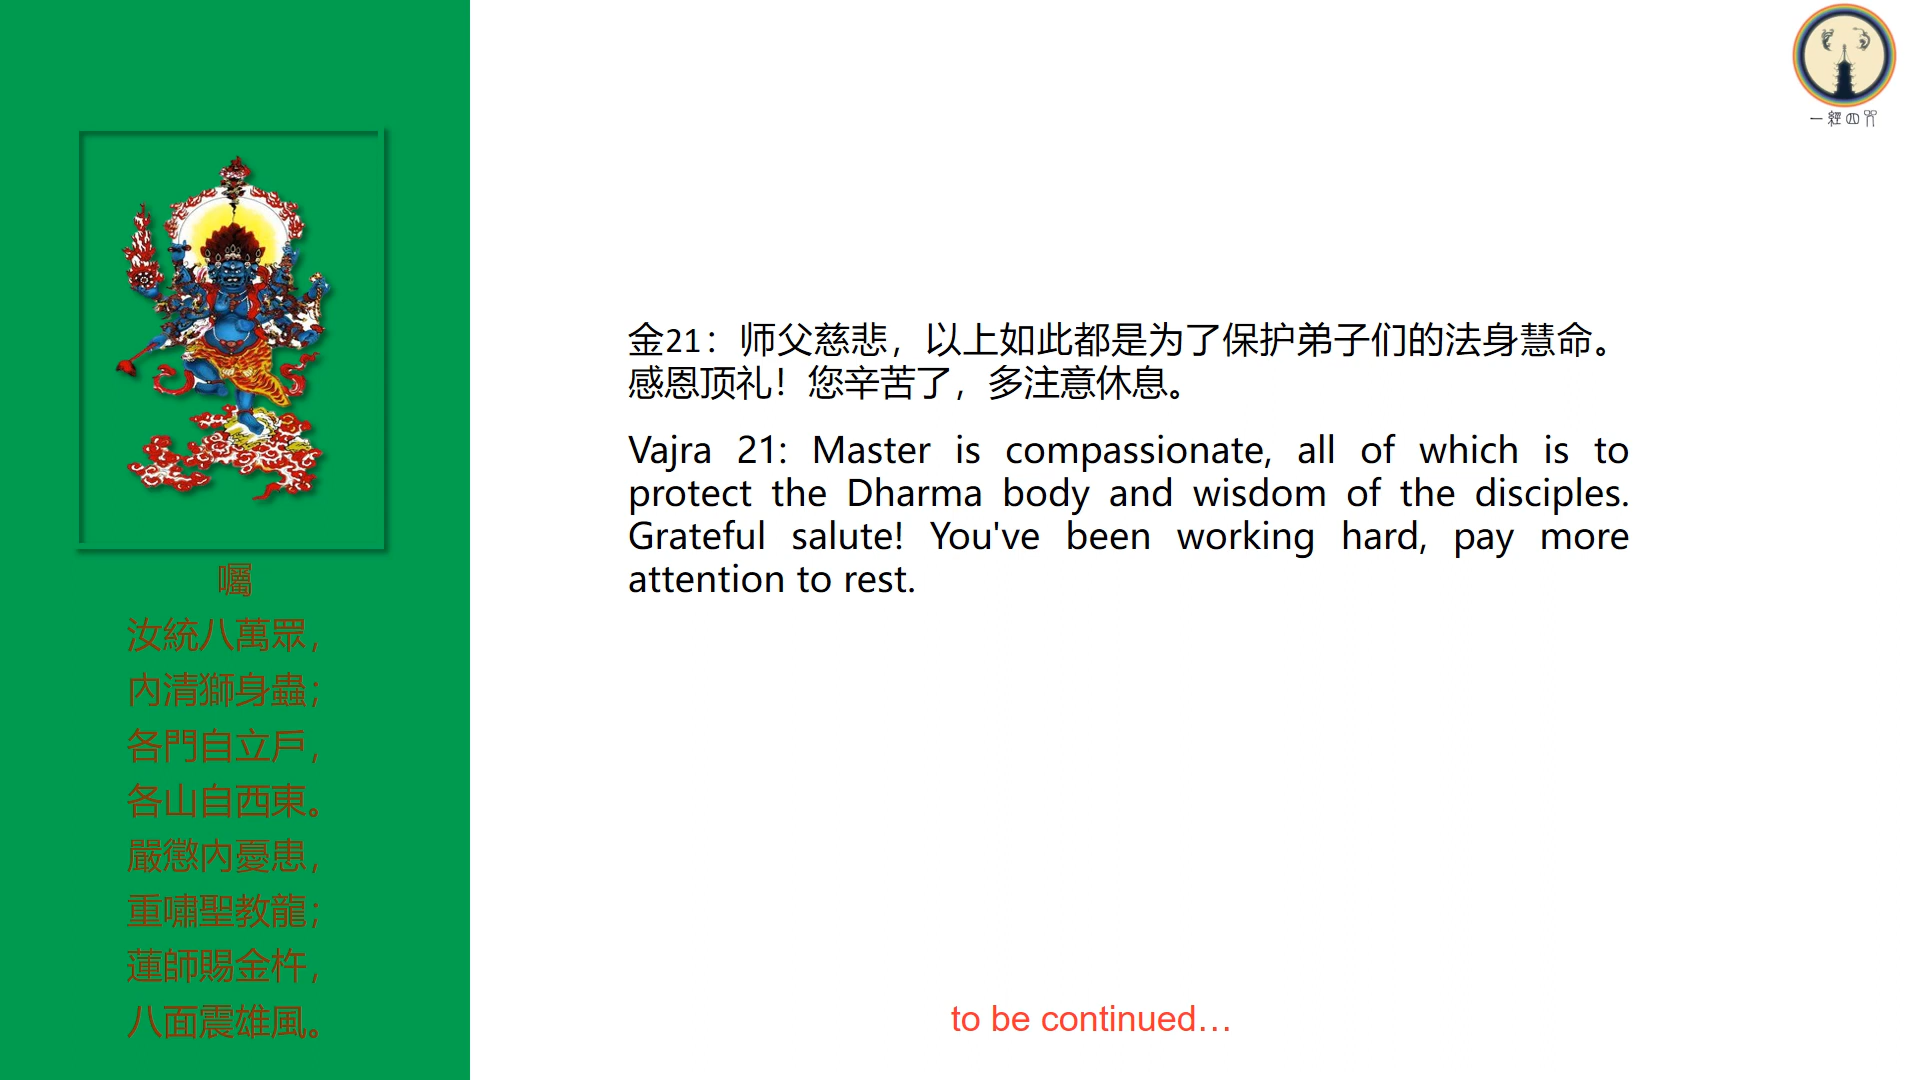 一經四咒
囑
汝統八萬眾，
內清獅身蟲；
各門自立戶，
各山自西東。
嚴懲內憂患，
重嘯聖教龍；
蓮師賜金杵，
八面震雄風。
金21：师父慈悲，以上如此都是为了保护弟子们的法身慧命。
感恩顶礼！您辛苦了，多注意休息。
Vajra 21: Master is compassionate, all of which is to
protect the Dharma body and wisdom of the disciples.
Grateful salute! You've been working hard, pay more
attention to rest.
to be continued…